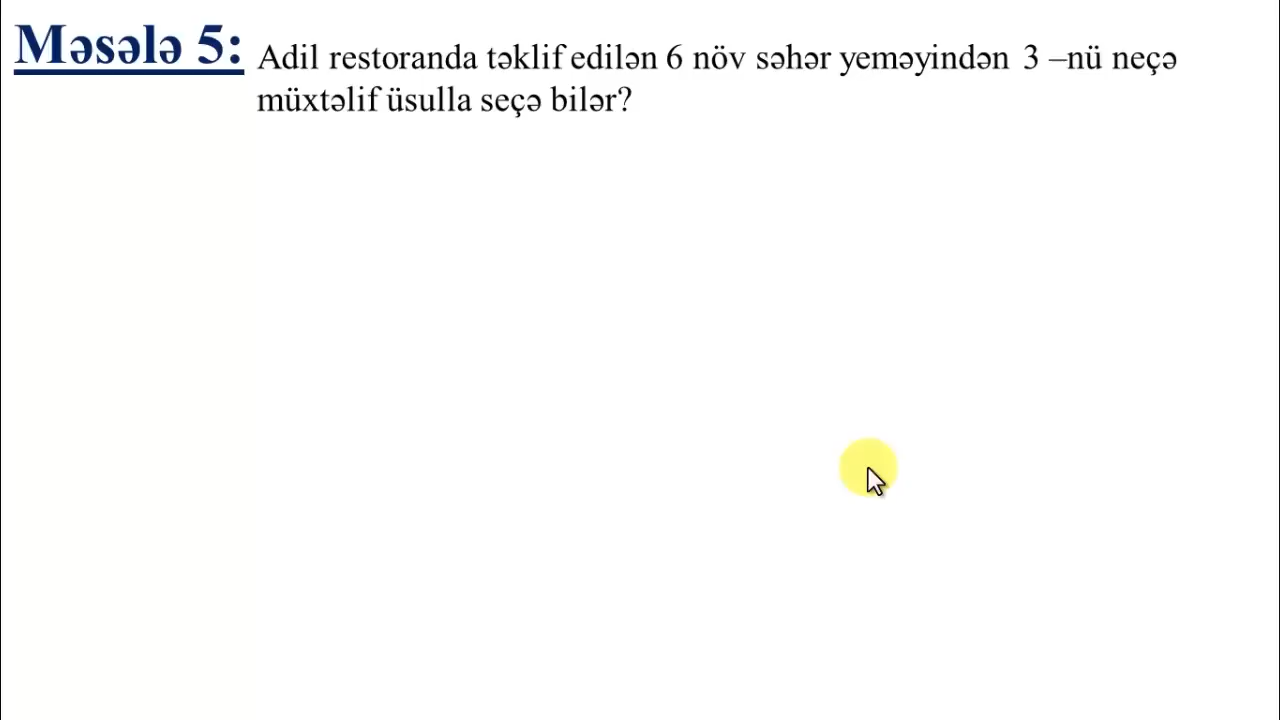 Məsələ 5: Adil restoranda təklif edilən 6 növ səhər yeməyindən 3 –nü neçə
müxtəlif üsulla seçə bilər?